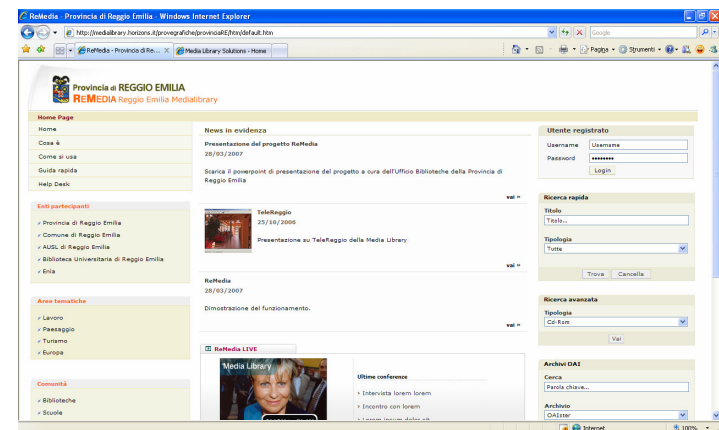 ReMedia - Provincia di Reggio Emilia - Windows Internet Explorer
http://medialibrary.horizons.it/provegrafiche/provinciaRE/htm/default.htm
Google
ReMedia - Provincia di Re...
Media Library Solutions - Home
Pagina
Strumenti
Provincia di REGGIO EMILIA
REMEDIA Reggio Emilia Medialibrary
Home Page
Home
Cosa è
Come si usa
Guida rapida
Help Desk
Enti partecipanti
Provincia di Reggio Emilia
Comune di Reggio Emilia
AUSL di Reggio Emilia
Biblioteca Universitaria di Reggio Emilia
Enìa
Aree tematiche
Lavoro
Paesaggio
Turismo
Europa
Comunità
Biblioteche
Scuole
News in evidenza
Presentazione del progetto ReMedia
28/03/2007
Scarica il powerpoint di presentazione del progetto a cura dell'Ufficio Biblioteche della Provincia di
Reggio Emilia
vai »
TeleReggio
25/10/2006
Presentazione su TeleReggio della Media Library
vai »
ReMedia
28/03/2007
Dimostrazione del funzionamento.
vai »
ReMedia LIVE
Media Library
Ultime conferenze
Intervista lorem lorem
Incontro con lorem
Lorem ipsum dolor sit
Utente registrato
Username Username
Password ••••••••
Login
Ricerca rapida
Titolo
Titolo...
Tipologia
Tutte
Trova Cancella
Ricerca avanzata
Tipologia
Cd-Rom
Vai
Archivi OAI
Cerca
Parola chiave...
Archivio
OAIster
Internet
100%